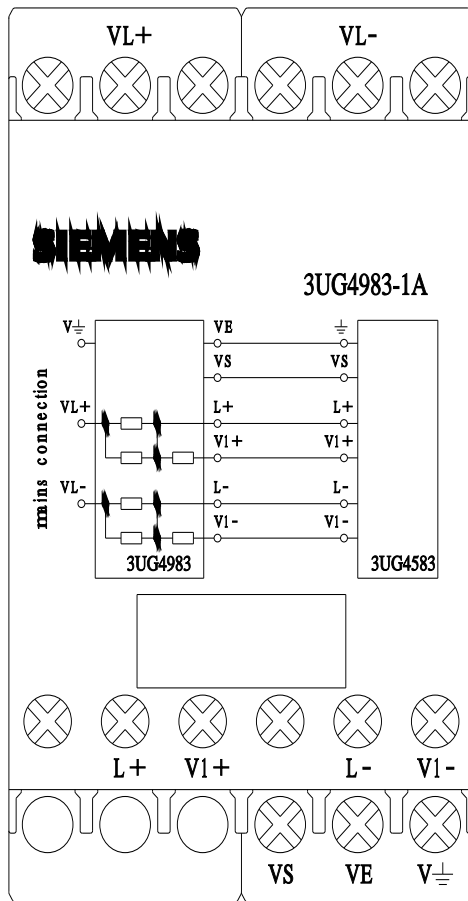 VL+ VL-
SIEMENS
3UG4983-1A
mains connection
V⏚ VE ⏚
VS VS
VL+ L+ L+
V1+ V1+
VL- L- L-
V1- V1-
3UG4983 3UG4583
L+ V1+ L- V1-
VS VE V⏚